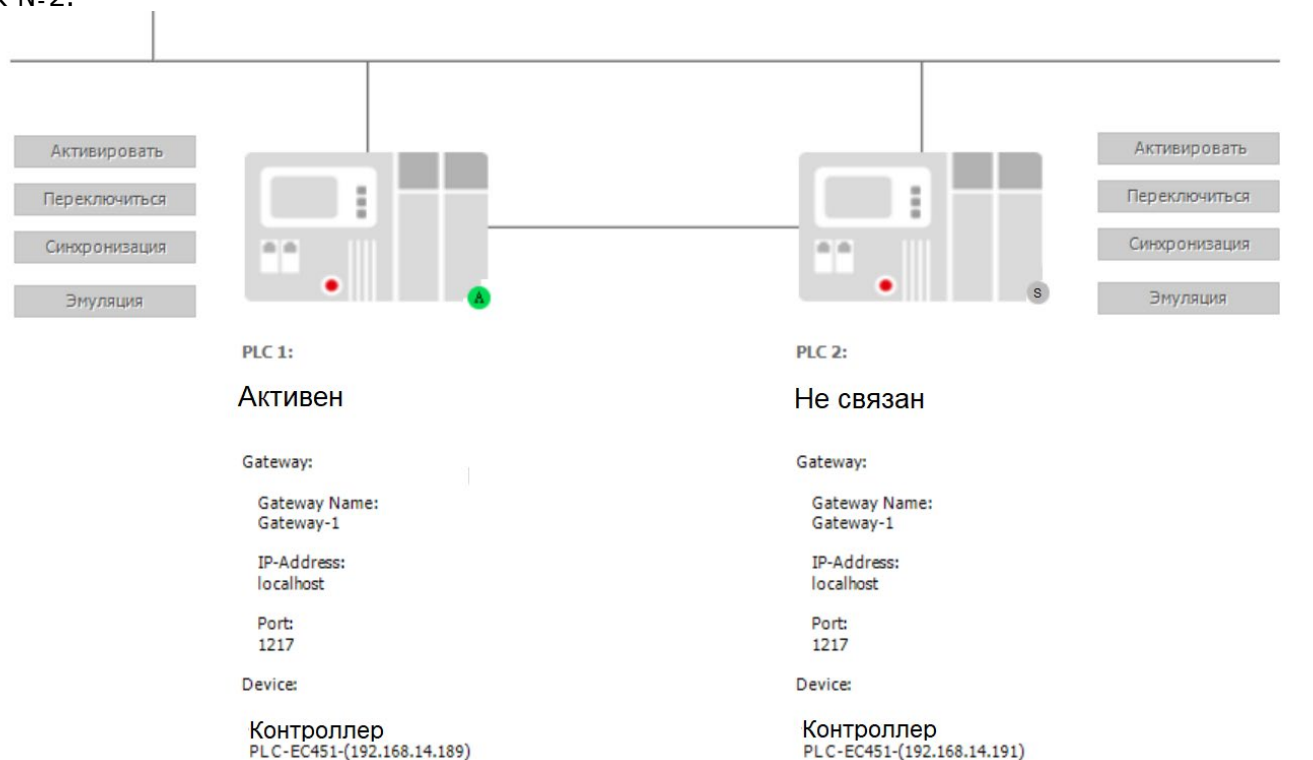 к №2.
Активировать
Переключиться
Синхронизация
Эмуляция
A
Активировать
Переключиться
Синхронизация
Эмуляция
S
PLC 1:
Активен
Gateway:
Gateway Name:
Gateway-1
IP-Address:
localhost
Port:
1217
Device:
Контроллер
PLC-EC451-(192.168.14.189)
PLC 2:
Не связан
Gateway:
Gateway Name:
Gateway-1
IP-Address:
localhost
Port:
1217
Device:
Контроллер
PLC-EC451-(192.168.14.191)